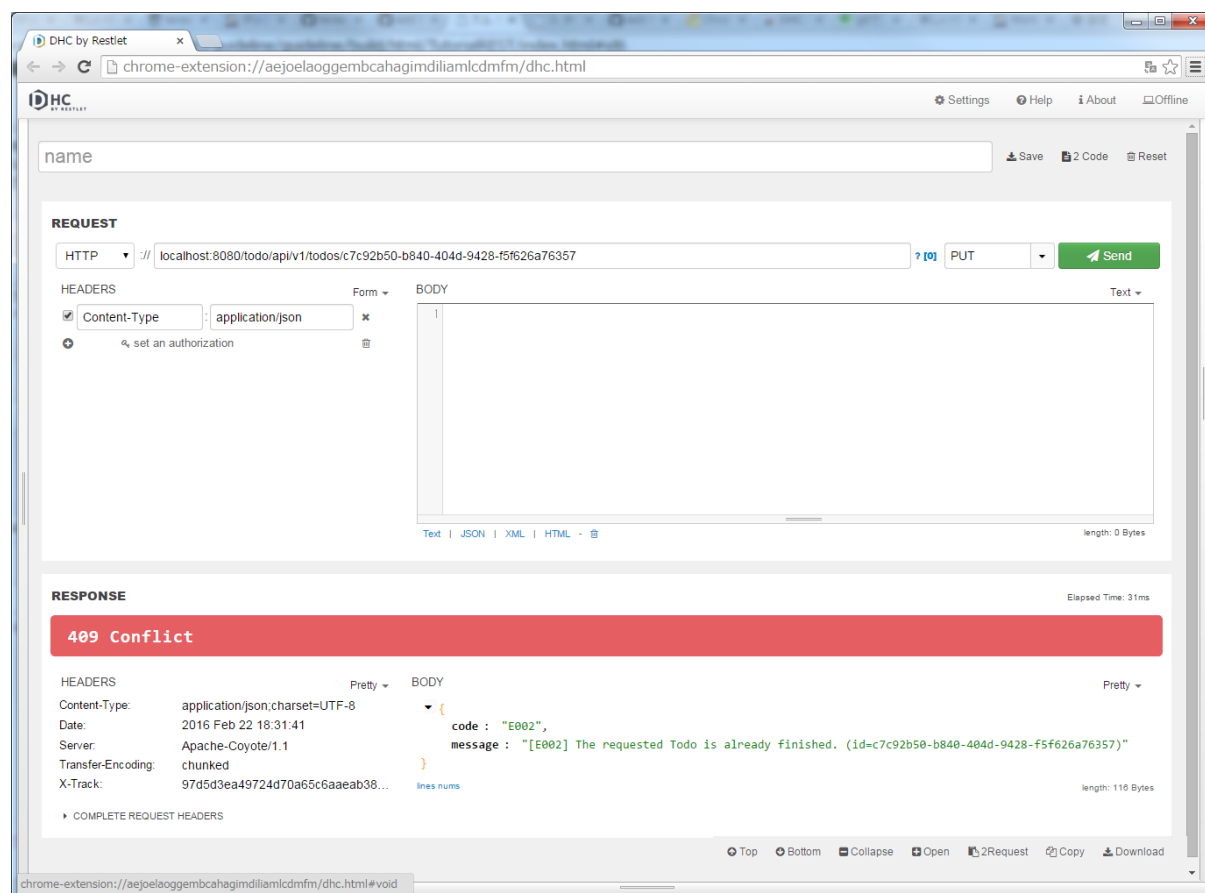 DHC by Restlet
chrome-extension://aejoelaoggembcahagimdiliamlcdmfm/dhc.html
DHC BY RESTLET Settings Help About Offline
name Save 2 Code Reset
REQUEST
HTTP :// localhost:8080/todo/api/v1/todos/c7c92b50-b840-404d-9428-f5f626a76357 ? [0] PUT Send
HEADERS Form BODY Text
Content-Type : application/json 1
set an authorization
Text | JSON | XML | HTML - length: 0 Bytes
RESPONSE Elapsed Time: 31ms
409 Conflict
HEADERS Pretty BODY Pretty
Content-Type: application/json;charset=UTF-8 {
Date: 2016 Feb 22 18:31:41 code : "E002",
Server: Apache-Coyote/1.1 message : "[E002] The requested Todo is already finished. (id=c7c92b50-b840-404d-9428-f5f626a76357)"
Transfer-Encoding: chunked }
X-Track: 97d5d3ea49724d70a65c6aaeab38... lines nums length: 116 Bytes
COMPLETE REQUEST HEADERS
Top Bottom Collapse Open 2Request Copy Download
chrome-extension://aejoelaoggembcahagimdiliamlcdmfm/dhc.html#void